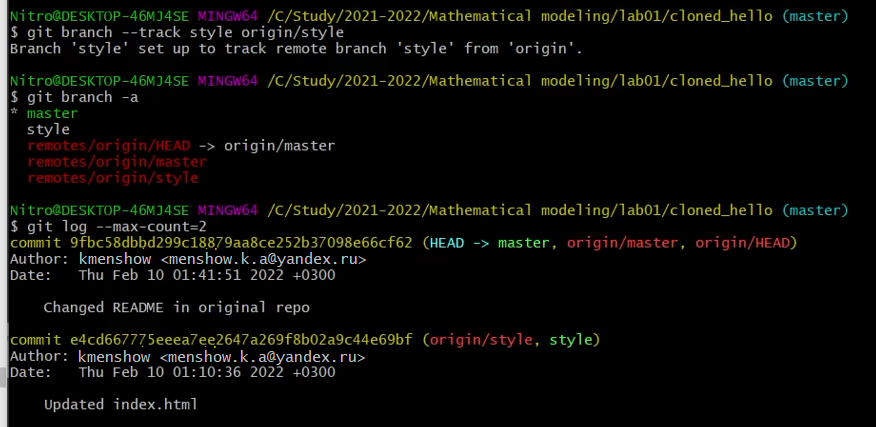 Nitro@DESKTOP-46MJ4SE MINGW64 /C/Study/2021-2022/Mathematical modeling/lab01/cloned_hello (master)
$ git branch --track style origin/style
Branch 'style' set up to track remote branch 'style' from 'origin'.
Nitro@DESKTOP-46MJ4SE MINGW64 /C/Study/2021-2022/Mathematical modeling/lab01/cloned_hello (master)
$ git branch -a
* master
style
remotes/origin/HEAD -> origin/master
remotes/origin/master
remotes/origin/style
Nitro@DESKTOP-46MJ4SE MINGW64 /C/Study/2021-2022/Mathematical modeling/lab01/cloned_hello (master)
$ git log --max-count=2
commit 9fbc58dbbd299c18879aa8ce252b37098e66cf62 (HEAD -> master, origin/master, origin/HEAD)
Author: kmenshow <menshow.k.a@yandex.ru>
Date: Thu Feb 10 01:41:51 2022 +0300
Changed README in original repo
commit e4cd667775eeea7ee2647a269f8b02a9c44e69bf (origin/style, style)
Author: kmenshow <menshow.k.a@yandex.ru>
Date: Thu Feb 10 01:10:36 2022 +0300
Updated index.html